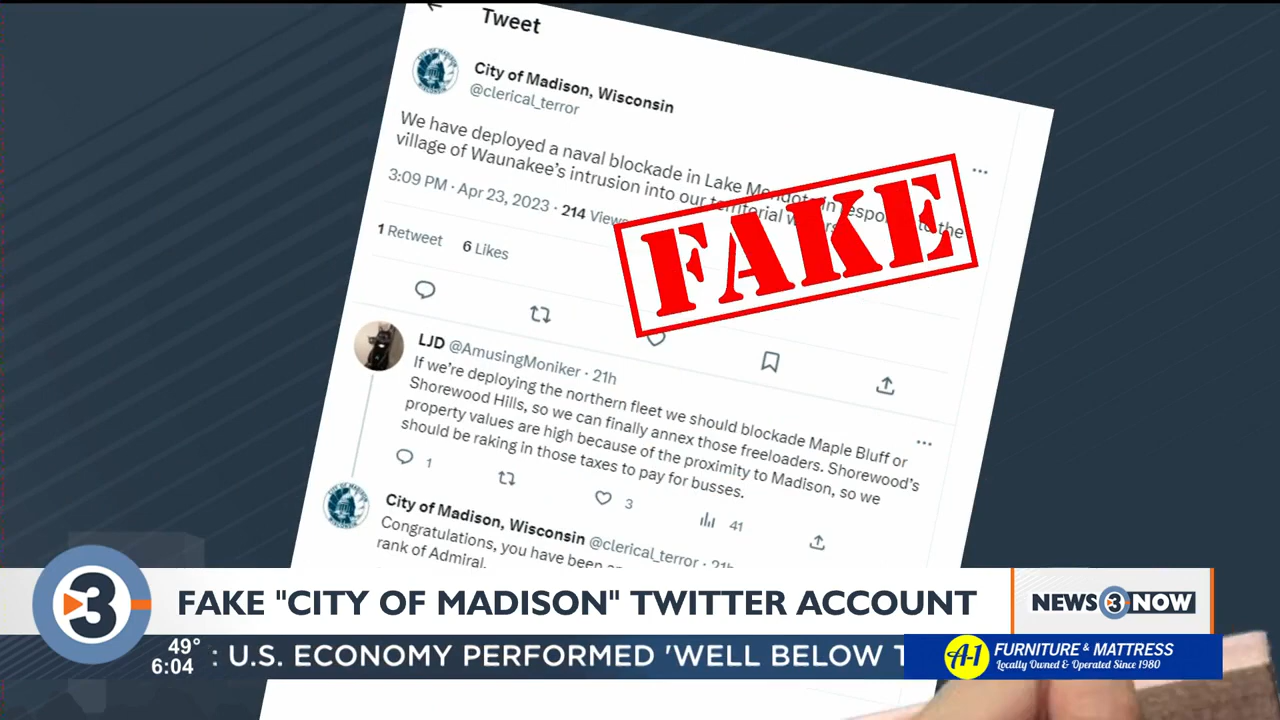 Tweet
City of Madison, Wisconsin
@clerical_terror
We have deployed a naval blockade in Lake Mendota in response to the
village of Waunakee's intrusion into our territorial waters
3:09 PM · Apr 23, 2023 · 214 Views
FAKE
1 Retweet 6 Likes
LJD @AmusingMoniker · 21h
If we're deploying the northern fleet we should blockade Maple Bluff or
Shorewood Hills, so we can finally annex those freeloaders. Shorewood's
property values are high because of the proximity to Madison, so we
should be raking in those taxes to pay for busses.
1 3 41
City of Madison, Wisconsin @clerical_terror · 21h
Congratulations, you have been
rank of Admiral.
3 FAKE "CITY OF MADISON" TWITTER ACCOUNT
NEWS 3 NOW
49°
6:04
: U.S. ECONOMY PERFORMED 'WELL BELOW
A-1 FURNITURE & MATTRESS
Locally Owned & Operated Since 1980